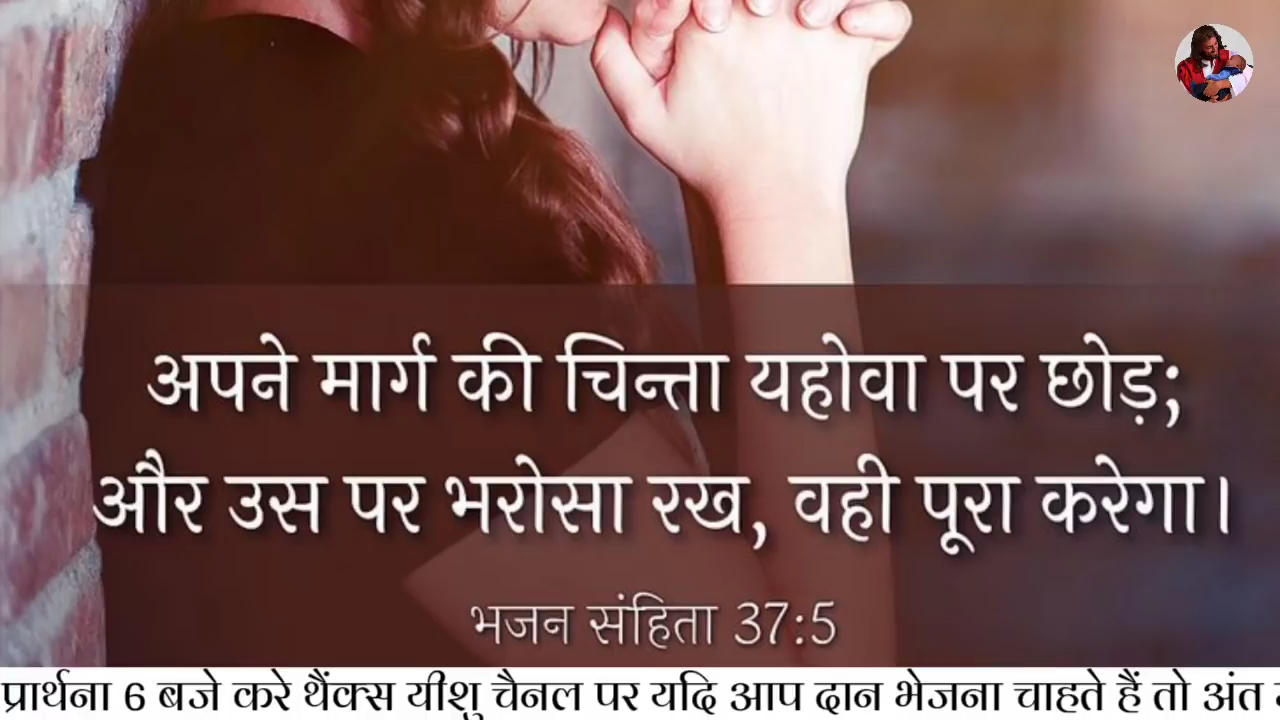 अपने मार्ग की चिन्ता यहोवा पर छोड़;
और उस पर भरोसा रख, वही पूरा करेगा।
भजन संहिता 37:5
प्रार्थना 6 बजे करे थैंक्स यीशु चैनल पर यदि आप दान भेजना चाहते हैं तो अंत